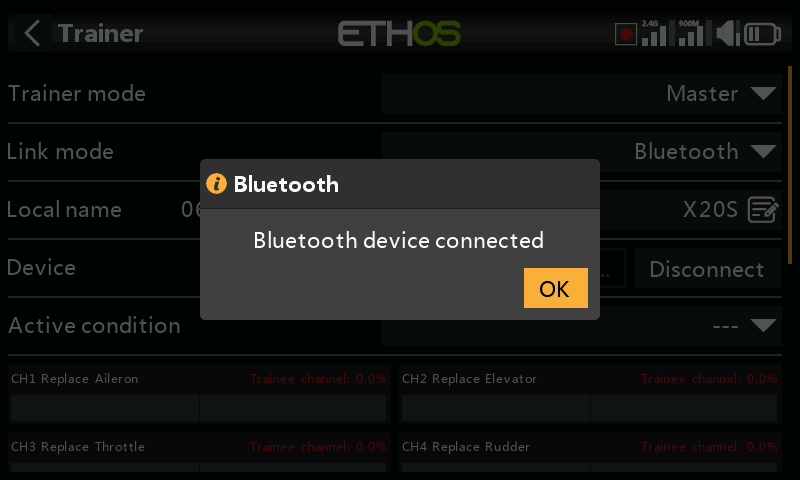 Trainer
ETHOS
2.4G
900M
Trainer mode
Master
Link mode
Bluetooth
Local name
X20S
Device
Disconnect
Active condition
---
Bluetooth
Bluetooth device connected
OK
CH1 Replace Aileron
Trainee channel: 0.0%
CH2 Replace Elevator
Trainee channel: 0.0%
CH3 Replace Throttle
Trainee channel: 0.0%
CH4 Replace Rudder
Trainee channel: 0.0%